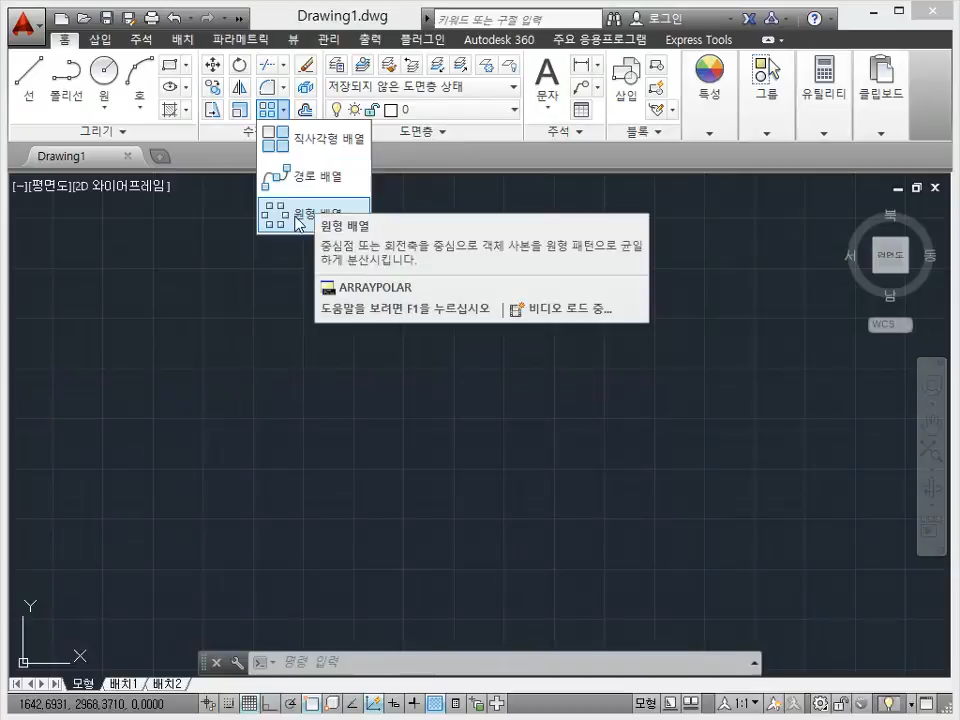 Drawing1.dwg
키워드 또는 구절 입력
로그인
홈 삽입 주석 배치 파라메트릭 뷰 관리 출력 플러그인 Autodesk 360 주요 응용프로그램 Express Tools
선 폴리선 원 호
저장되지 않은 도면층 상태
0
A
문자 삽입 특성 그룹 유틸리티 클립보드
그리기 수 도면층 주석 블록
Drawing1
직사각형 배열
경로 배열
원형 배열
[−][평면도][2D 와이어프레임]
원형 배열
중심점 또는 회전축을 중심으로 객체 사본을 원형 패턴으로 균일
하게 분산시킵니다.
ARRAYPOLAR
도움말을 보려면 F1을 누르십시오 비디오 로드 중...
북
서 평면도 동
남
WCS
Y
X
명령 입력
모형 배치1 배치2
1642,6931, 2968,3710, 0,0000 모형 1:1